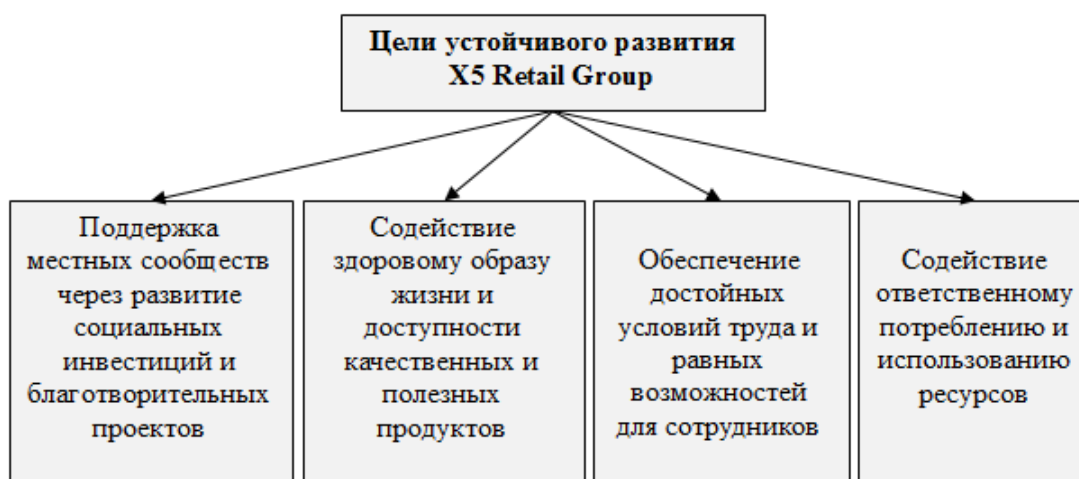 Цели устойчивого развития
X5 Retail Group
Поддержка
местных сообществ
через развитие
социальных
инвестиций и
благотворительных
проектов
Содействие
здоровому образу
жизни и
доступности
качественных и
полезных
продуктов
Обеспечение
достойных
условий труда и
равных
возможностей
для сотрудников
Содействие
ответственному
потреблению и
использованию
ресурсов